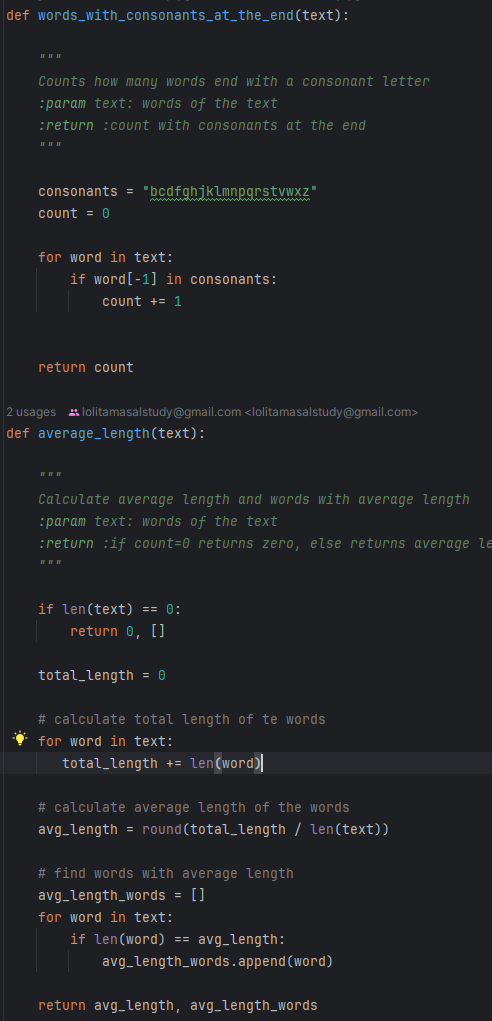 def words_with_consonants_at_the_end(text):
"""
Counts how many words end with a consonant letter
:param text: words of the text
:return :count with consonants at the end
"""
consonants = "bcdfghjklmnpqrstvwxz"
count = 0
for word in text:
if word[-1] in consonants:
count += 1
return count
2 usages lolitamasalstudy@gmail.com <lolitamasalstudy@gmail.com>
def average_length(text):
"""
Calculate average length and words with average length
:param text: words of the text
:return :if count=0 returns zero, else returns average le
"""
if len(text) == 0:
return 0, []
total_length = 0
# calculate total length of te words
for word in text:
total_length += len(word)
# calculate average length of the words
avg_length = round(total_length / len(text))
# find words with average length
avg_length_words = []
for word in text:
if len(word) == avg_length:
avg_length_words.append(word)
return avg_length, avg_length_words